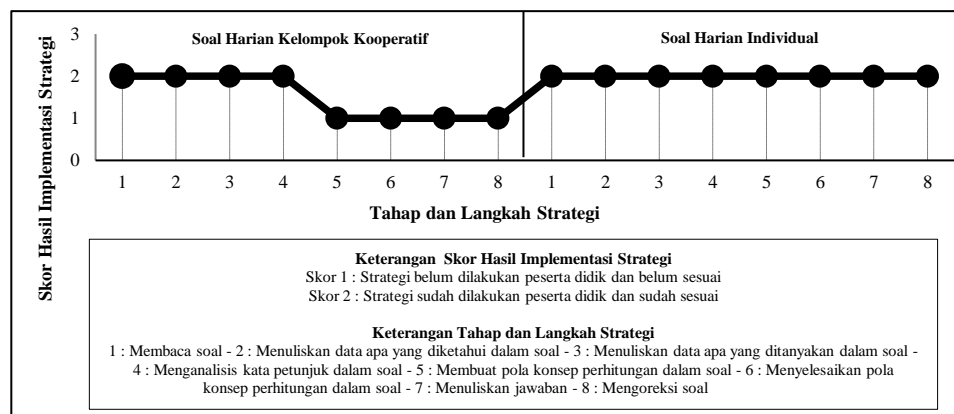 Soal Harian Kelompok Kooperatif
Soal Harian Individual
Skor Hasil Implementasi Strategi
3
2
1
0
1 2 3 4 5 6 7 8 1 2 3 4 5 6 7 8
Tahap dan Langkah Strategi
Keterangan Skor Hasil Implementasi Strategi
Skor 1 : Strategi belum dilakukan peserta didik dan belum sesuai
Skor 2 : Strategi sudah dilakukan peserta didik dan sudah sesuai
Keterangan Tahap dan Langkah Strategi
1 : Membaca soal - 2 : Menuliskan data apa yang diketahui dalam soal - 3 : Menuliskan data apa yang ditanyakan dalam soal -
4 : Menganalisis kata petunjuk dalam soal - 5 : Membuat pola konsep perhitungan dalam soal - 6 : Menyelesaikan pola
konsep perhitungan dalam soal - 7 : Menuliskan jawaban - 8 : Mengoreksi soal